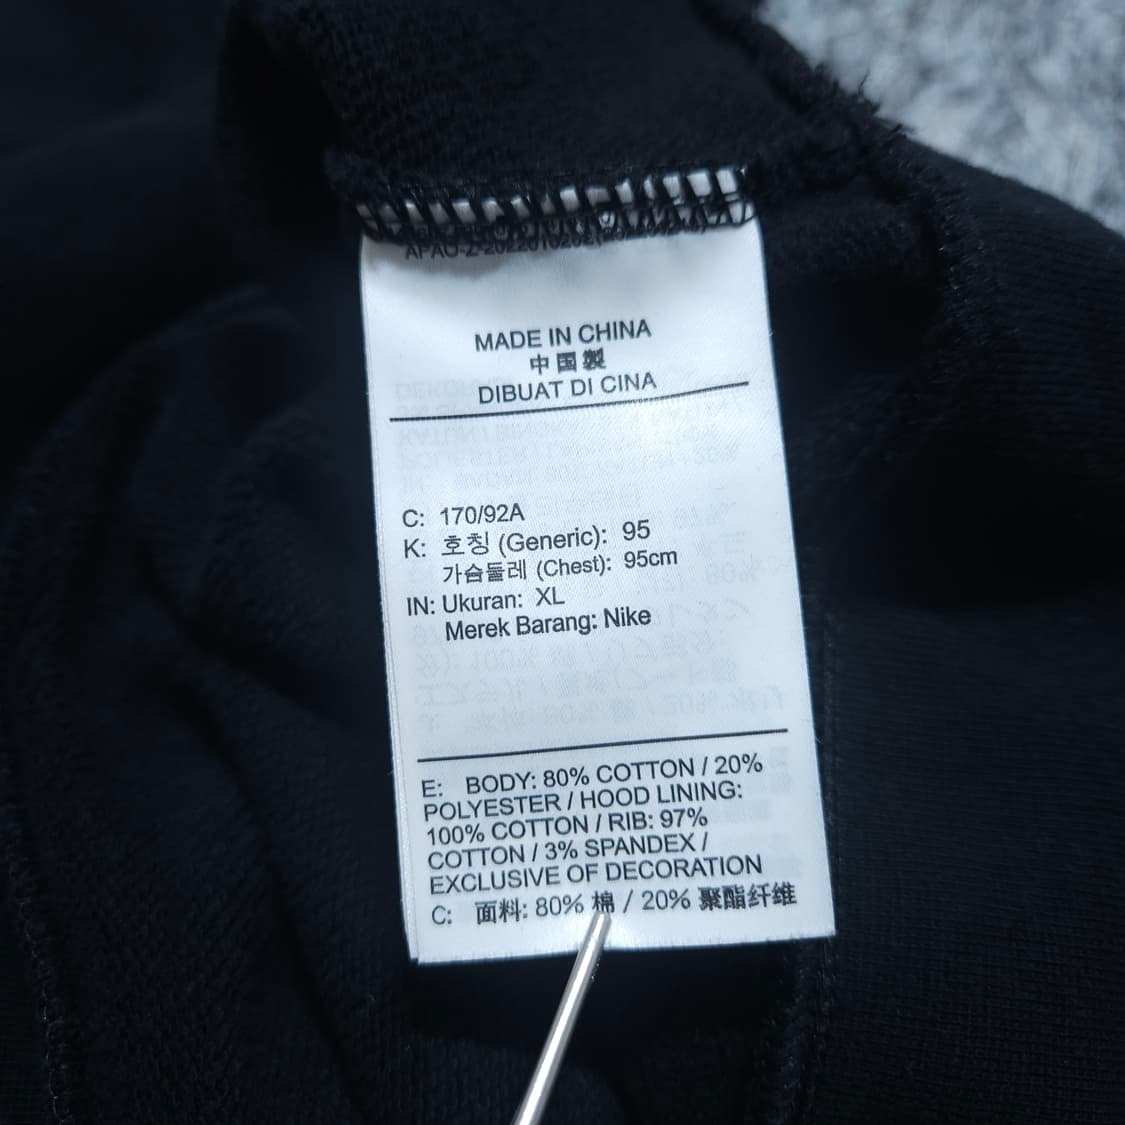 MADE IN CHINA
中国製
DIBUAT DI CINA
C: 170/92A
K: 호칭 (Generic): 95
가슴둘레 (Chest): 95cm
IN: Ukuran: XL
Merek Barang: Nike
E: BODY: 80% COTTON / 20%
POLYESTER / HOOD LINING:
100% COTTON / RIB: 97%
COTTON / 3% SPANDEX /
EXCLUSIVE OF DECORATION
C: 面料: 80% 棉 / 20% 聚酯纤维